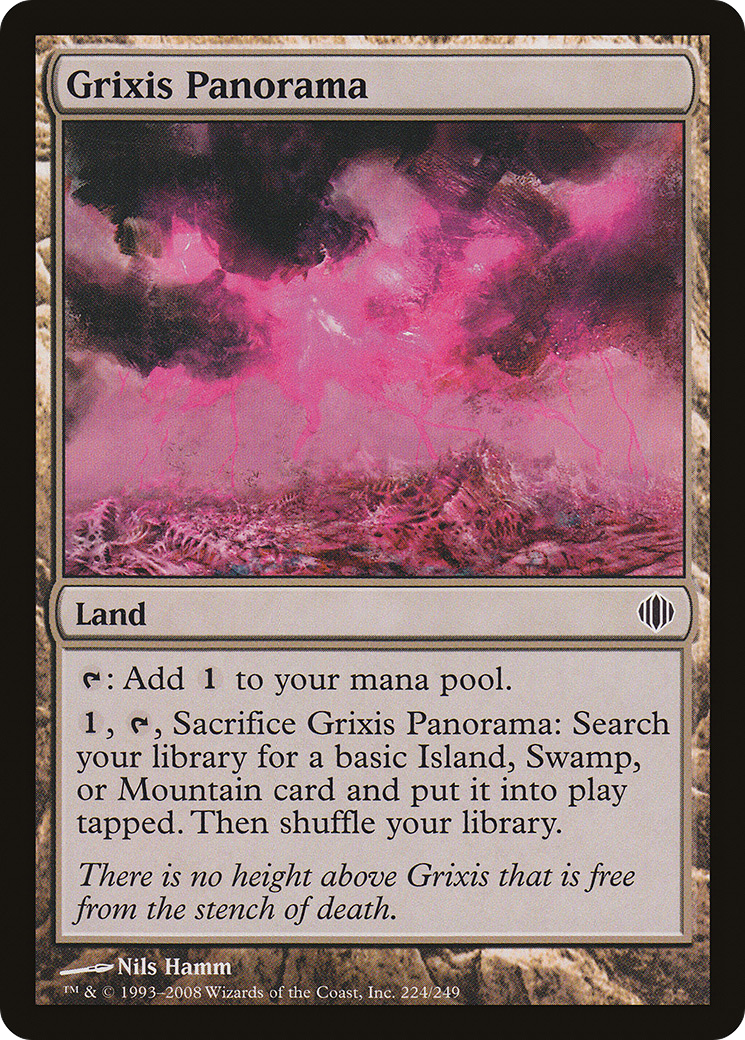 Grixis Panorama
Land
: Add 1 to your mana pool.
1, , Sacrifice Grixis Panorama: Search
your library for a basic Island, Swamp,
or Mountain card and put it into play
tapped. Then shuffle your library.
There is no height above Grixis that is free
from the stench of death.
Nils Hamm
™ & © 1993–2008 Wizards of the Coast, Inc. 224/249